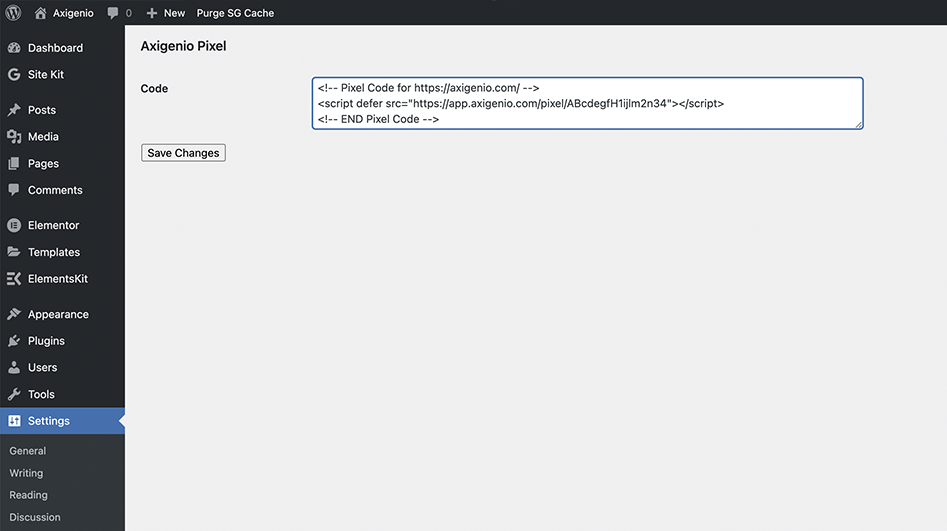 Axigenio 0 New Purge SG Cache
Dashboard
Site Kit
Posts
Media
Pages
Comments
Elementor
Templates
ElementsKit
Appearance
Plugins
Users
Tools
Settings
General
Writing
Reading
Discussion
Axigenio Pixel
Code
<!-- Pixel Code for https://axigenio.com/ -->
<script defer src="https://app.axigenio.com/pixel/ABcdegfH1ijlm2n34"></script>
<!-- END Pixel Code -->
Save Changes